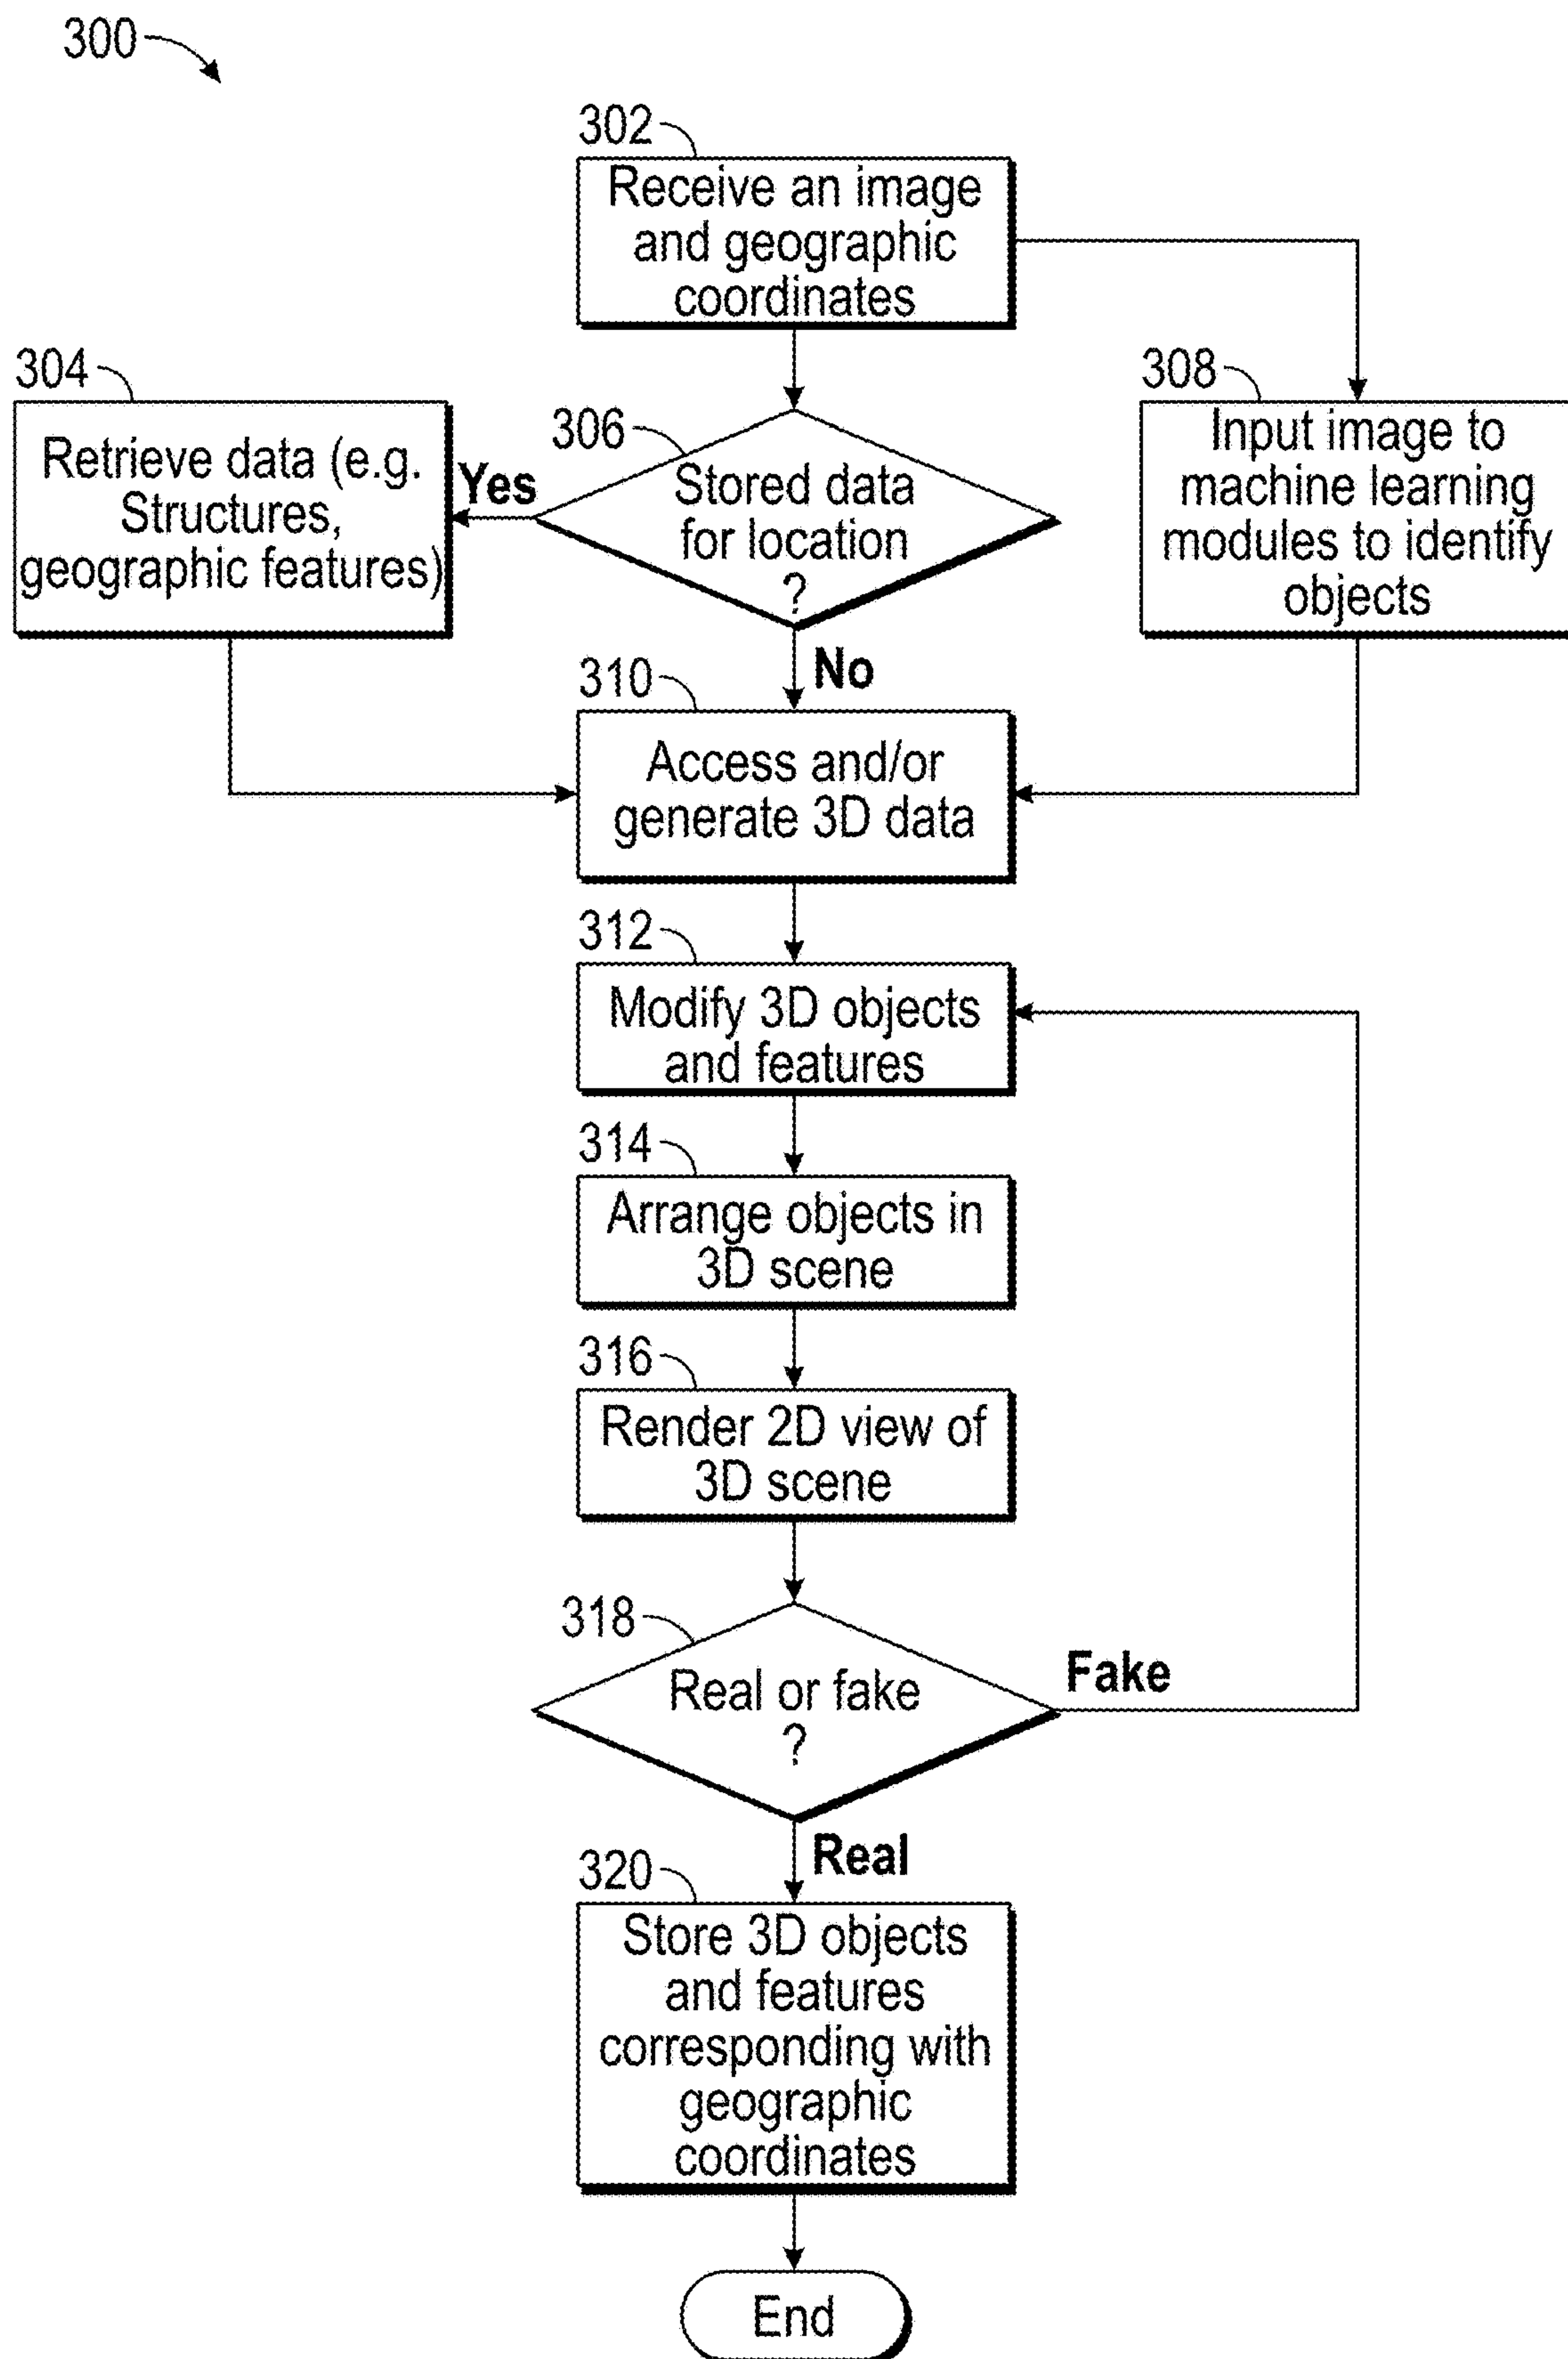 300
302
Receive an image
and geographic
coordinates
304
Retrieve data (e.g.
Structures,
geographic features)
Yes
306
Stored data
for location
?
No
308
Input image to
machine learning
modules to identify
objects
310
Access and/or
generate 3D data
312
Modify 3D objects
and features
314
Arrange objects in
3D scene
316
Render 2D view of
3D scene
318
Real or fake
?
Fake
Real
320
Store 3D objects
and features
corresponding with
geographic
coordinates
End